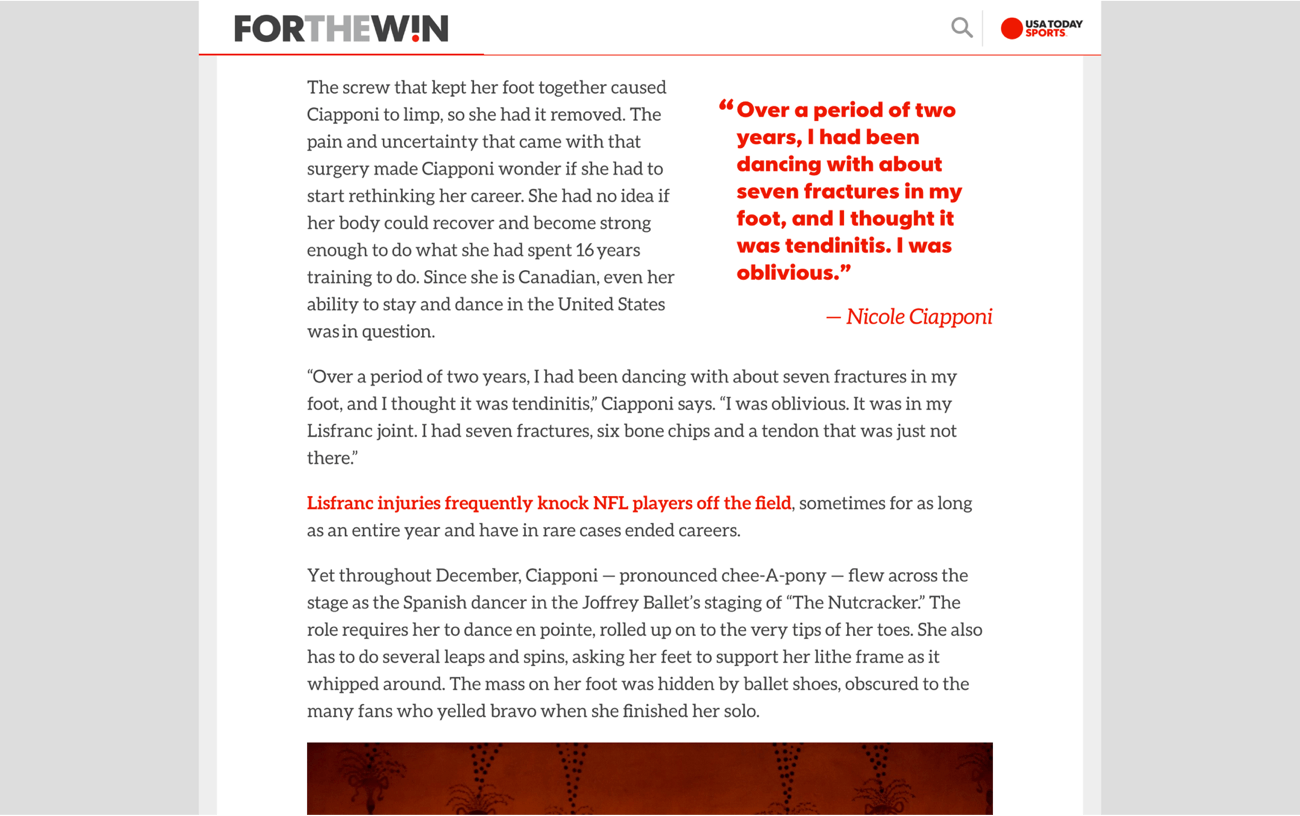 FORTHEW!N
USA TODAY
SPORTS
The screw that kept her foot together caused
Ciapponi to limp, so she had it removed. The
pain and uncertainty that came with that
surgery made Ciapponi wonder if she had to
start rethinking her career. She had no idea if
her body could recover and become strong
enough to do what she had spent 16 years
training to do. Since she is Canadian, even her
ability to stay and dance in the United States
was in question.
“Over a period of two
years, I had been
dancing with about
seven fractures in my
foot, and I thought it
was tendinitis. I was
oblivious.”
— Nicole Ciapponi
“Over a period of two years, I had been dancing with about seven fractures in my
foot, and I thought it was tendinitis,” Ciapponi says. “I was oblivious. It was in my
Lisfranc joint. I had seven fractures, six bone chips and a tendon that was just not
there.”
Lisfranc injuries frequently knock NFL players off the field, sometimes for as long
as an entire year and have in rare cases ended careers.
Yet throughout December, Ciapponi — pronounced chee-A-pony — flew across the
stage as the Spanish dancer in the Joffrey Ballet’s staging of “The Nutcracker.” The
role requires her to dance en pointe, rolled up on to the very tips of her toes. She also
has to do several leaps and spins, asking her feet to support her lithe frame as it
whipped around. The mass on her foot was hidden by ballet shoes, obscured to the
many fans who yelled bravo when she finished her solo.